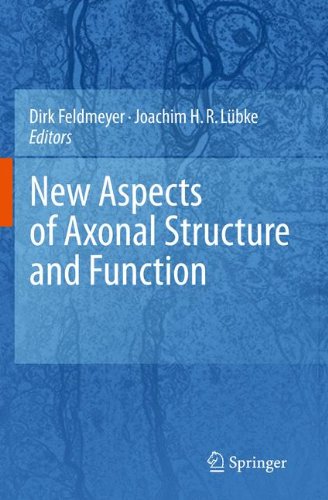 Dirk Feldmeyer · Joachim H. R. Lübke
Editors
New Aspects
of Axonal Structure
and Function
Springer